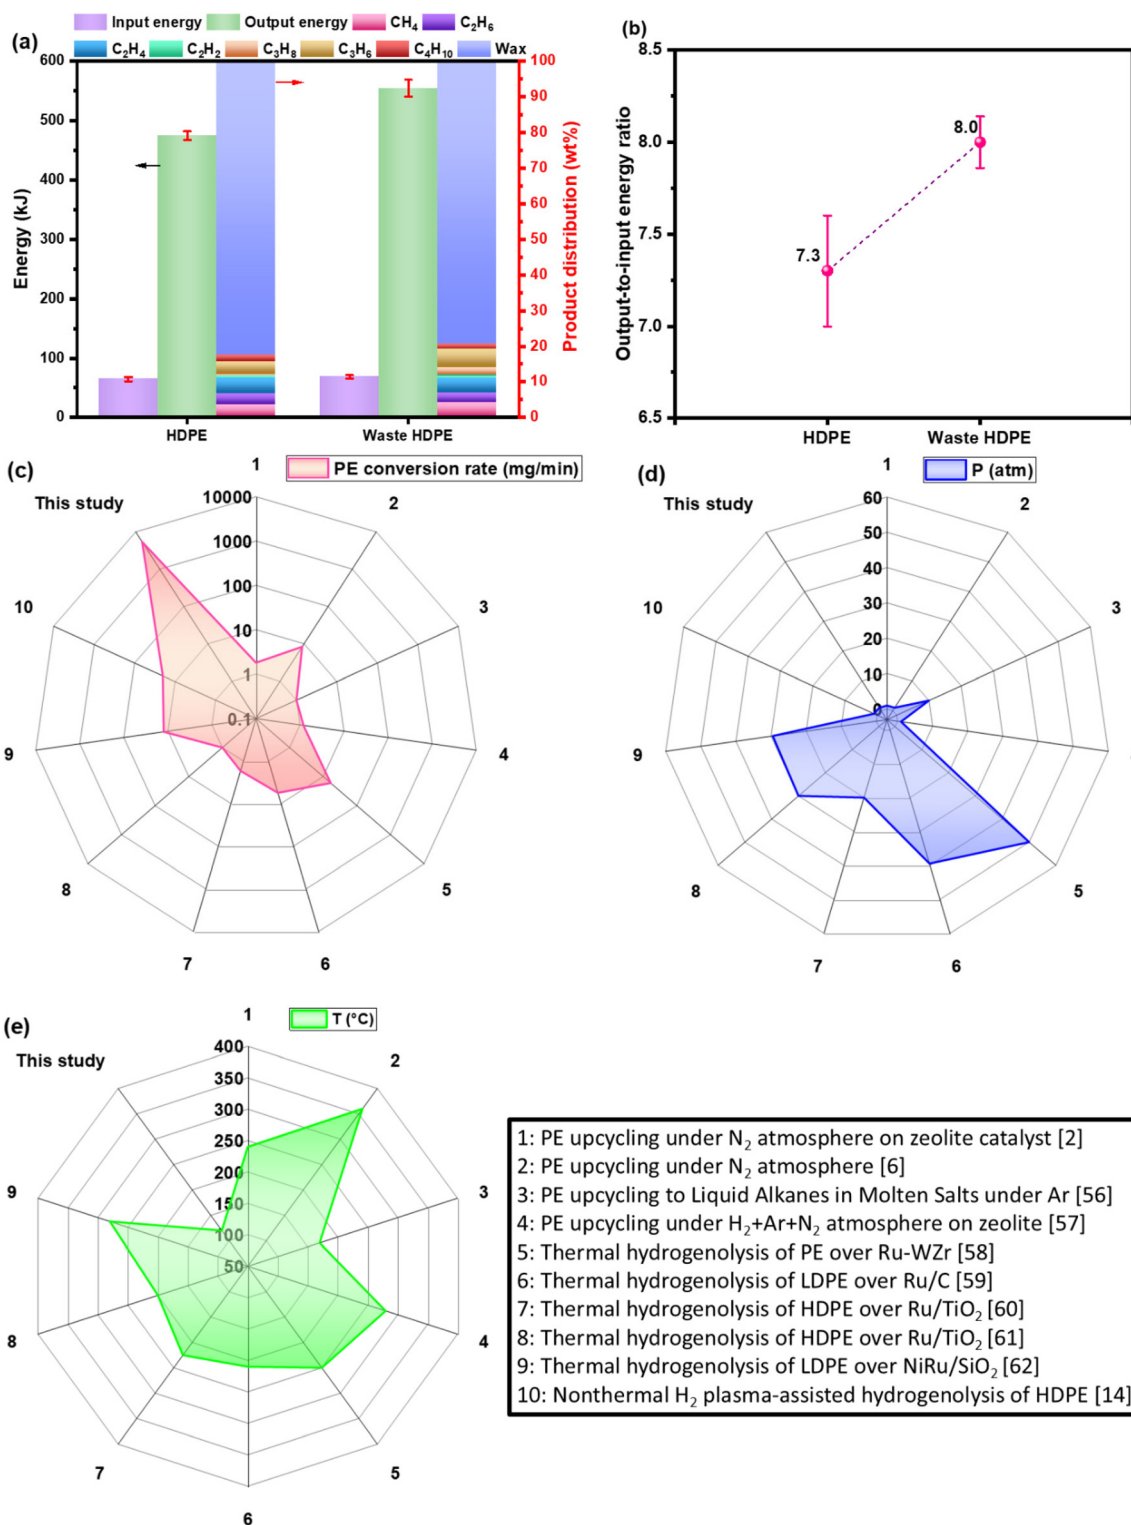 Input energy Output energy CH₄ C₂H₆
(a)
C₂H₄ C₂H₂ C₃H₈ C₃H₆ C₄H₁₀ Wax
600
500
400
300
200
100
0
Energy (kJ)
100
90
80
70
60
50
40
30
20
10
0
Product distribution (wt%)
HDPE Waste HDPE
(b)
8.5
8.0
7.5
7.0
6.5
Output-to-input energy ratio
7.3
8.0
HDPE Waste HDPE
(c)
PE conversion rate (mg/min)
This study
1
2
3
4
5
6
7
8
9
10
10000
1000
100
10
1
0.1
(d)
P (atm)
This study
1
2
3
5
6
7
8
9
10
60
50
40
30
20
10
0
(e)
T (°C)
This study
1
2
3
4
5
6
7
8
9
400
350
300
250
200
150
100
50
1: PE upcycling under N₂ atmosphere on zeolite catalyst [2]
2: PE upcycling under N₂ atmosphere [6]
3: PE upcycling to Liquid Alkanes in Molten Salts under Ar [56]
4: PE upcycling under H₂+Ar+N₂ atmosphere on zeolite [57]
5: Thermal hydrogenolysis of PE over Ru-WZr [58]
6: Thermal hydrogenolysis of LDPE over Ru/C [59]
7: Thermal hydrogenolysis of HDPE over Ru/TiO₂ [60]
8: Thermal hydrogenolysis of HDPE over Ru/TiO₂ [61]
9: Thermal hydrogenolysis of LDPE over NiRu/SiO₂ [62]
10: Nonthermal H₂ plasma-assisted hydrogenolysis of HDPE [14]